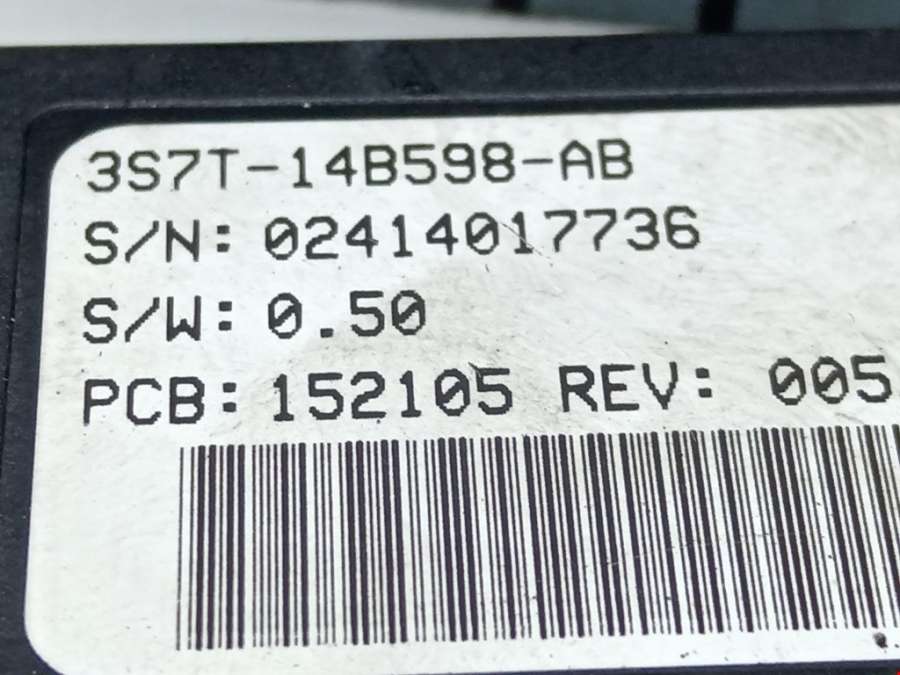 3S7T-14B598-AB
S/N: 02414017736
S/W: 0.50
PCB: 152105 REV: 005